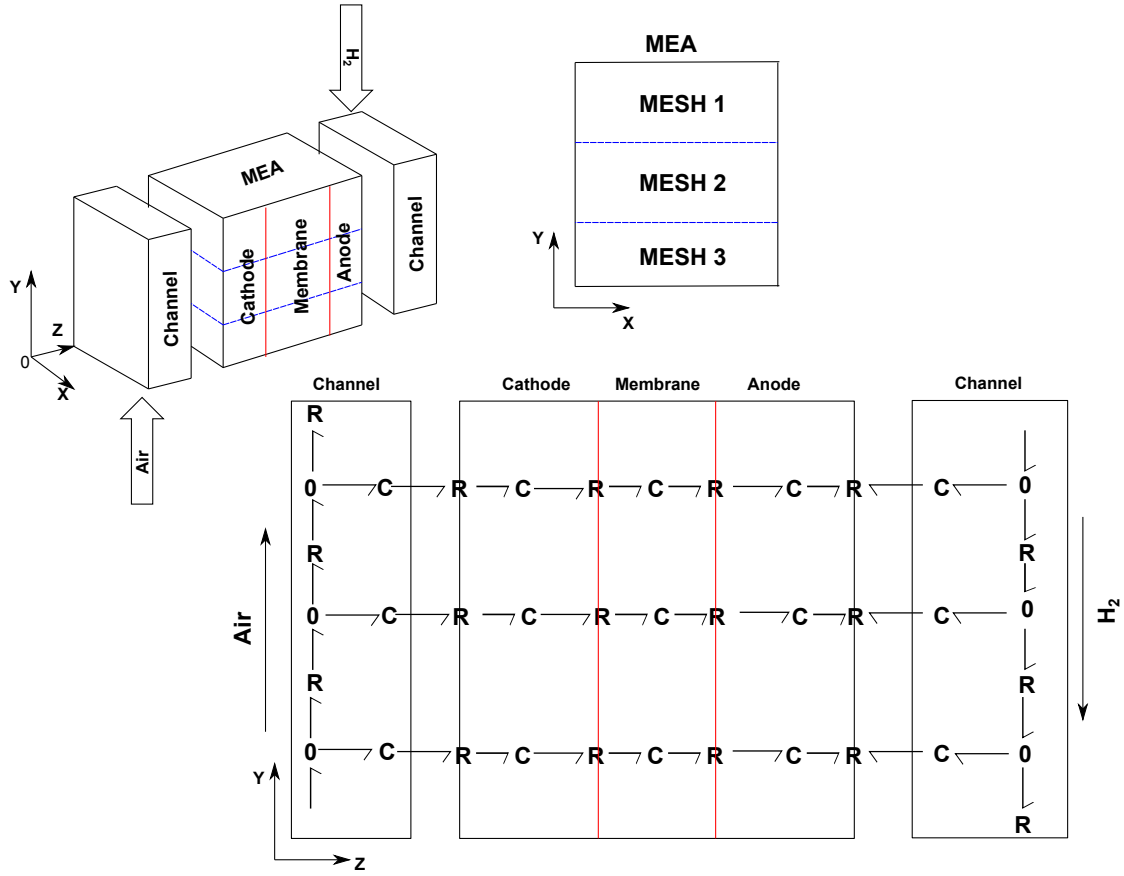 H2
MEA
Cathode
Membrane
Anode
Channel
Channel
Y
Z
0
X
Air
MEA
MESH 1
MESH 2
MESH 3
Y
X
Channel Cathode Membrane Anode Channel
R
0 C R C R C R C R C 0
R R
0 C R C R C R C R C 0
R R
0 C R C R C R C R C 0
R
Air
H2
Y
Z